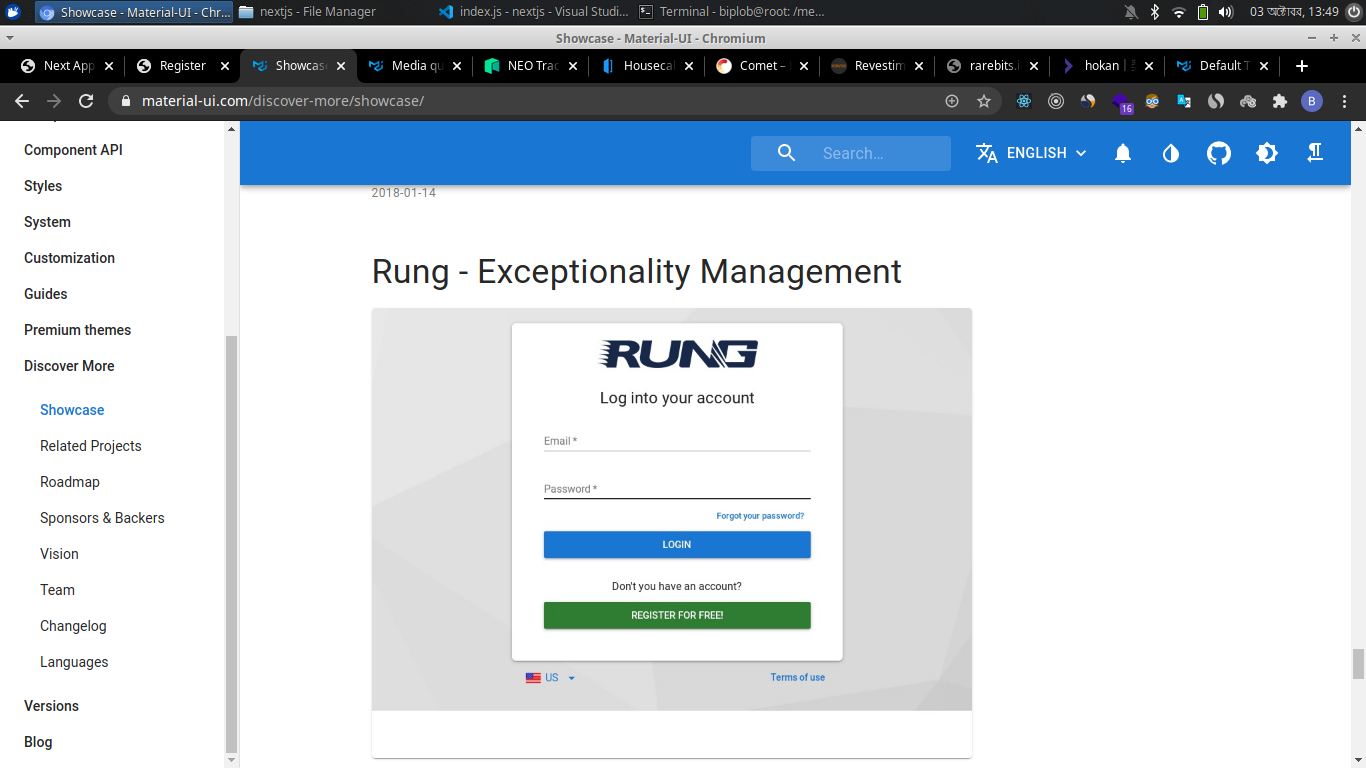 Showcase - Material-UI - Chr...
nextjs - File Manager
index.js - nextjs - Visual Studi...
Terminal - biplob@root: /me...
03 অক্টোবর, 13:49
Showcase - Material-UI - Chromium
Next App
Register
Showcas
Media qu
NEO Trac
Houseca
Comet –
Revestim
rarebits.i
hokan |
Default T
material-ui.com/discover-more/showcase/
16
B
Component API
Styles
System
Customization
Guides
Premium themes
Discover More
Showcase
Related Projects
Roadmap
Sponsors & Backers
Vision
Team
Changelog
Languages
Versions
Blog
Search…
ENGLISH
2018-01-14
Rung - Exceptionality Management
RUNG
Log into your account
Email *
Password *
Forgot your password?
LOGIN
Don't you have an account?
REGISTER FOR FREE!
US
Terms of use